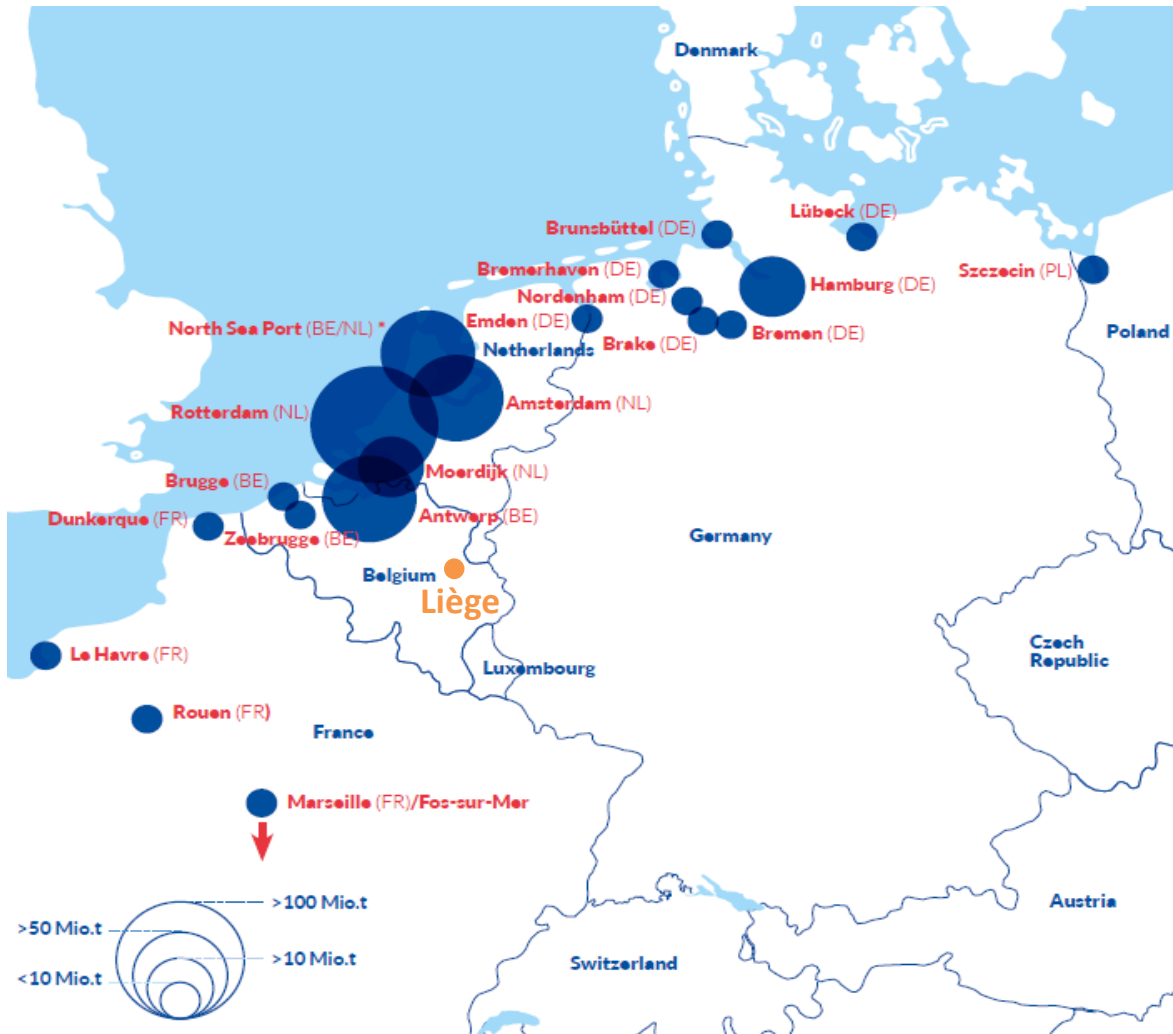 Denmark
Lübeck (DE)
Brunsbüttel (DE)
Bremerhaven (DE)
Szczecin (PL)
Hamburg (DE)
Nordenham (DE)
Emden (DE)
North Sea Port (BE/NL) *
Bremen (DE)
Brake (DE)
Poland
Netherlands
Amsterdam (NL)
Rotterdam (NL)
Moerdijk (NL)
Brugge (BE)
Antwerp (BE)
Dunkerque (FR)
Zeebrugge (BE)
Germany
Belgium
Liège
Czech
Republic
Le Havre (FR)
Luxembourg
Rouen (FR)
France
Marseille (FR)/Fos-sur-Mer
>100 Mio.t
>50 Mio.t
>10 Mio.t
<10 Mio.t
Austria
Switzerland